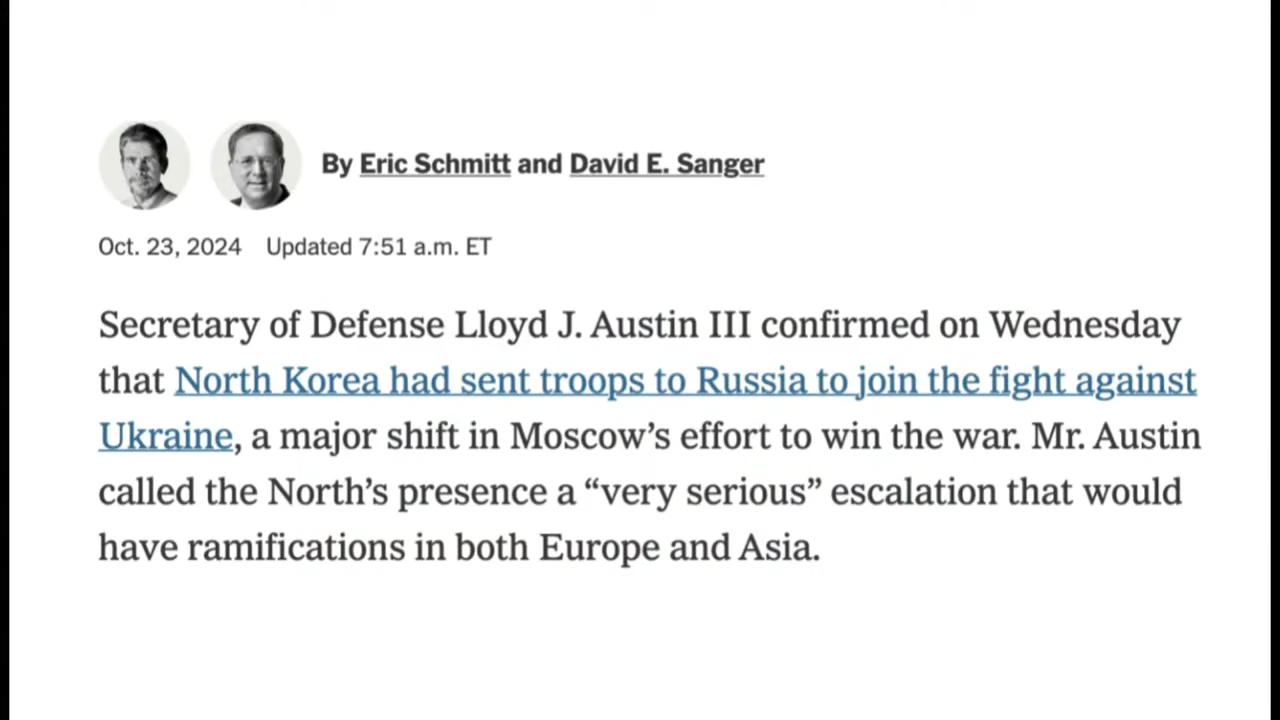 By Eric Schmitt and David E. Sanger
Oct. 23, 2024 Updated 7:51 a.m. ET
Secretary of Defense Lloyd J. Austin III confirmed on Wednesday
that North Korea had sent troops to Russia to join the fight against
Ukraine, a major shift in Moscow’s effort to win the war. Mr. Austin
called the North’s presence a “very serious” escalation that would
have ramifications in both Europe and Asia.